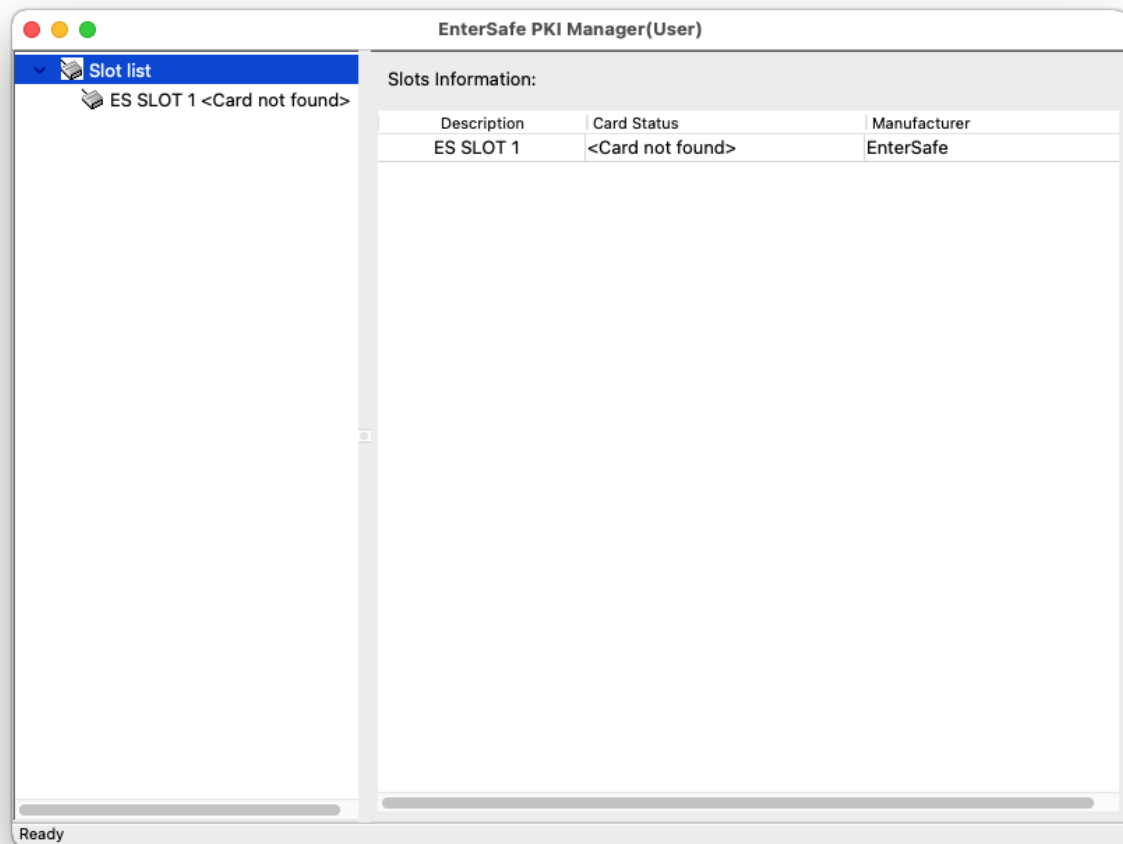 EnterSafe PKI Manager(User)
Slot list
ES SLOT 1 <Card not found>
Slots Information:
Description Card Status Manufacturer
ES SLOT 1 <Card not found> EnterSafe
Ready